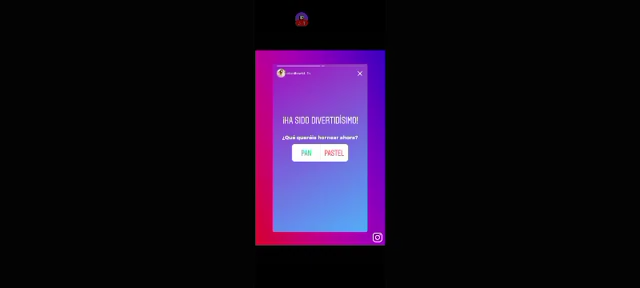 ¡HA SIDO DIVERTIDÍSIMO!
¿Qué queréis hornear ahora?
PAN PASTEL